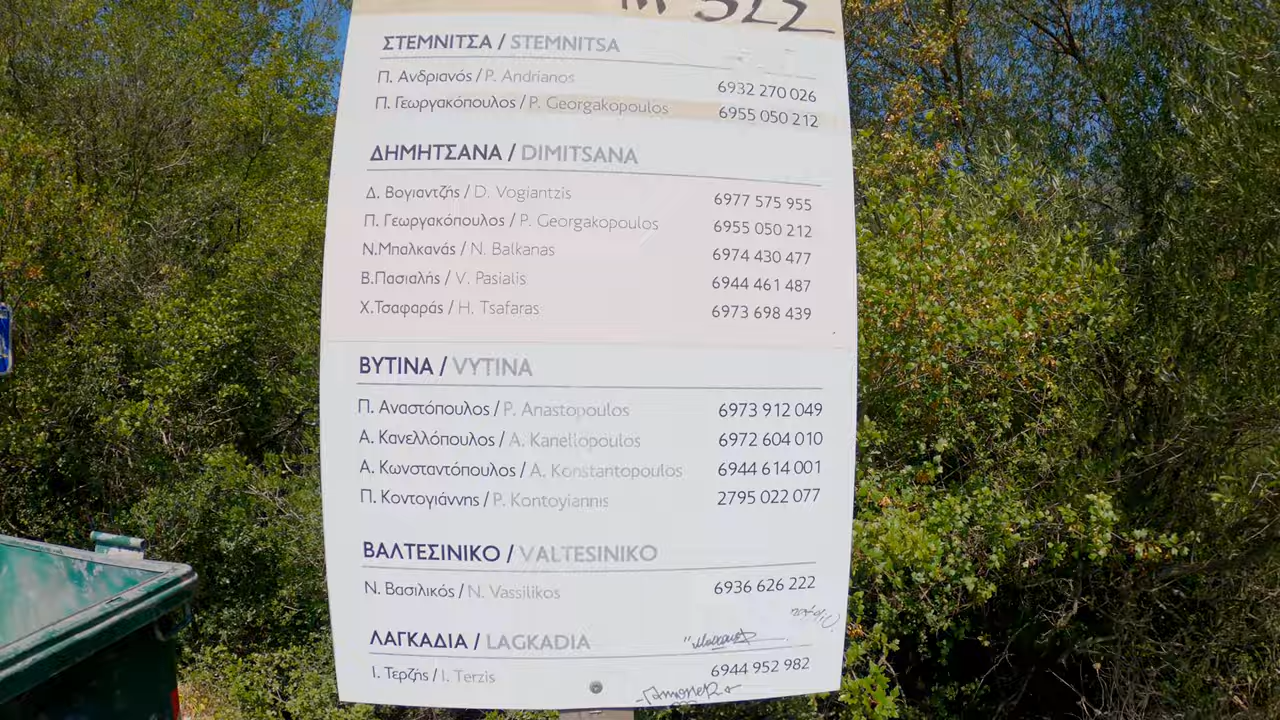 ΣΤΕΜΝΙΤΣΑ / STEMNITSA
Π. Ανδριανός / P. Andrianos 6932 270 026
Π. Γεωργακόπουλος / P. Georgakopoulos 6955 050 212
ΔΗΜΗΤΣΑΝΑ / DIMITSANA
Δ. Βογιαντζής / D. Vogiantzis 6977 575 955
Π. Γεωργακόπουλος / P. Georgakopoulos 6955 050 212
Ν.Μπαλκανάς / N. Balkanas 6974 430 477
Β.Πασιαλής / V. Pasialis 6944 461 487
Χ.Τσαφαράς / H. Tsafaras 6973 698 439
ΒΥΤΙΝΑ / VYTINA
Π. Αναστόπουλος / P. Anastopoulos 6973 912 049
Α. Κανελλόπουλος / A. Kanellopoulos 6972 604 010
Α. Κωνσταντόπουλος / A. Konstantopoulos 6944 614 001
Π. Κοντογιάννης / P. Kontoyiannis 2795 022 077
ΒΑΛΤΕΣΙΝΙΚΟ / VALTESINIKO
Ν. Βασιλικός / N. Vassilikos 6936 626 222
ΛΑΓΚΑΔΙΑ / LAGKADIA
Ι. Τερζής / I. Terzis 6944 952 982